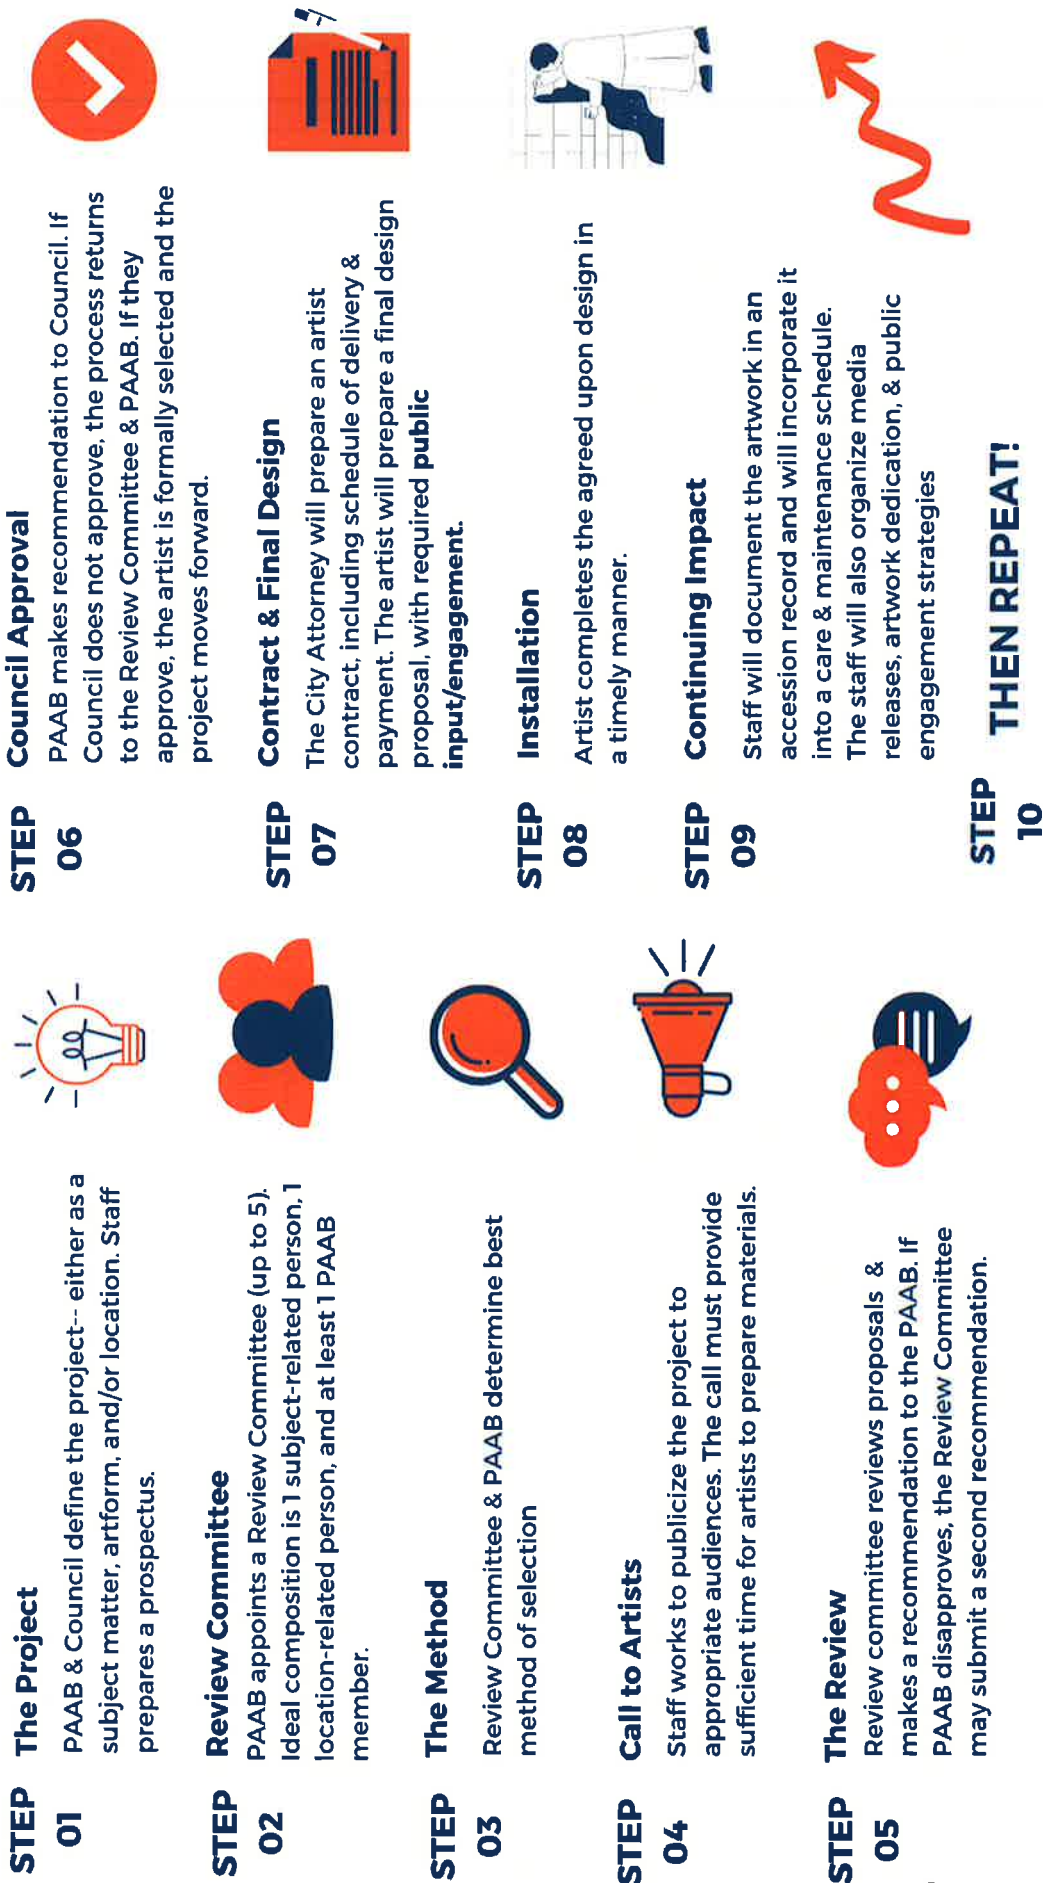 STEP
01
The Project
PAAB & Council define the project-- either as a
subject matter, artform, and/or location. Staff
prepares a prospectus.
STEP
02
Review Committee
PAAB appoints a Review Committee (up to 5).
Ideal composition is 1 subject-related person, 1
location-related person, and at least 1 PAAB
member.
STEP
03
The Method
Review Committee & PAAB determine best
method of selection
STEP
04
Call to Artists
Staff works to publicize the project to
appropriate audiences. The call must provide
sufficient time for artists to prepare materials.
STEP
05
The Review
Review committee reviews proposals &
makes a recommendation to the PAAB. If
PAAB disapproves, the Review Committee
may submit a second recommendation.
STEP
06
Council Approval
PAAB makes recommendation to Council. If
Council does not approve, the process returns
to the Review Committee & PAAB. If they
approve, the artist is formally selected and the
project moves forward.
STEP
07
Contract & Final Design
The City Attorney will prepare an artist
contract, including schedule of delivery &
payment. The artist will prepare a final design
proposal, with required public
input/engagement.
STEP
08
Installation
Artist completes the agreed upon design in
a timely manner.
STEP
09
Continuing Impact
Staff will document the artwork in an
accession record and will incorporate it
into a care & maintenance schedule.
The staff will also organize media
releases, artwork dedication, & public
engagement strategies
STEP
10
THEN REPEAT!